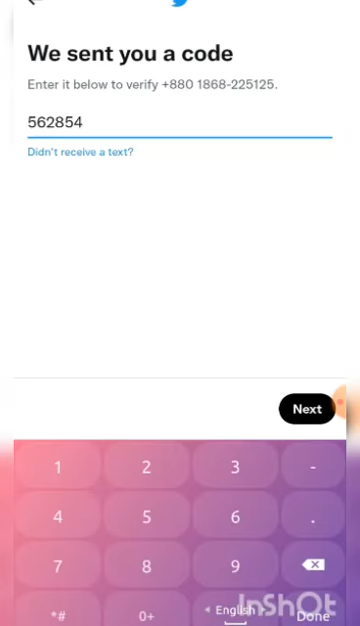 We sent you a code
Enter it below to verify +880 1868-225125.
562854
Didn't receive a text?
Next
1 2 3 -
4 5 6 .
7 8 9
*# 0+ English Done
InShOt